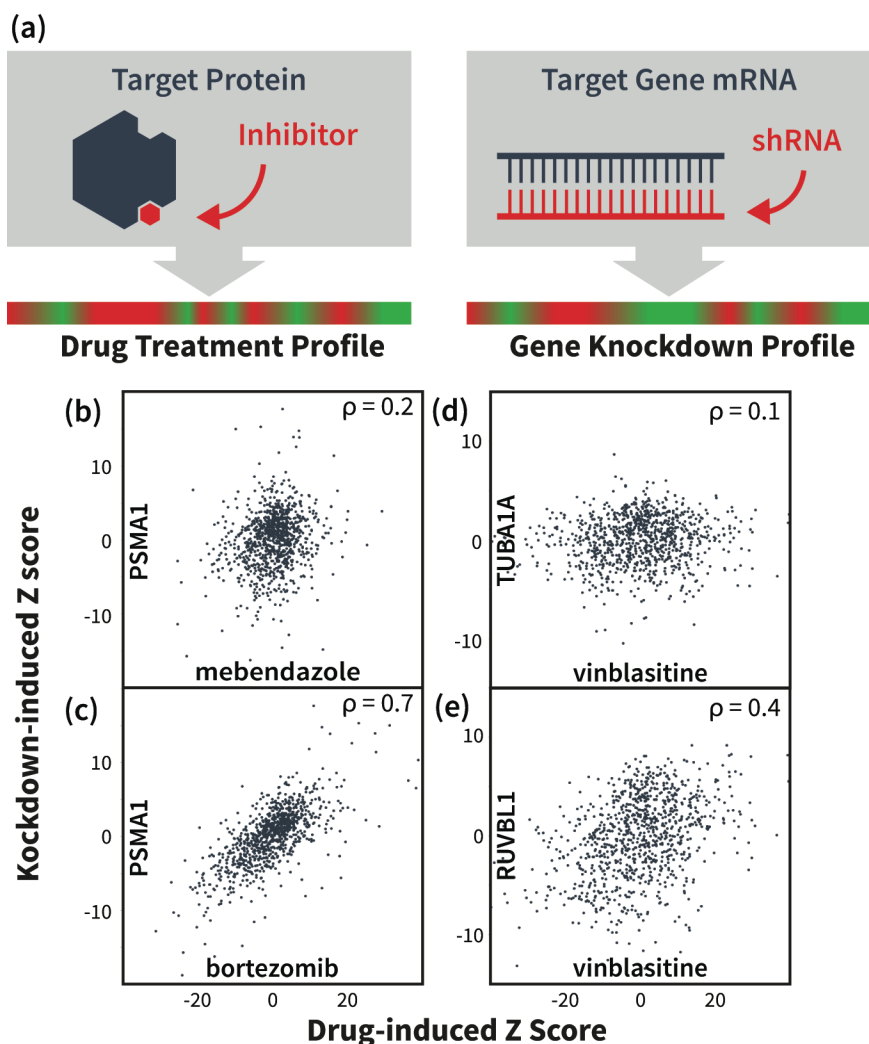 (a)
Target Protein
Inhibitor
Drug Treatment Profile
Target Gene mRNA
shRNA
Gene Knockdown Profile
Kockdown-induced Z score
(b)
ρ = 0.2
10
0
-10
PSMA1
mebendazole
(c)
ρ = 0.7
10
0
-10
PSMA1
bortezomib
-20
0
20
(d)
ρ = 0.1
10
0
-10
TUBA1A
vinblasitine
(e)
ρ = 0.4
10
0
-10
RUVBL1
vinblasitine
-20
0
20
Drug-induced Z Score